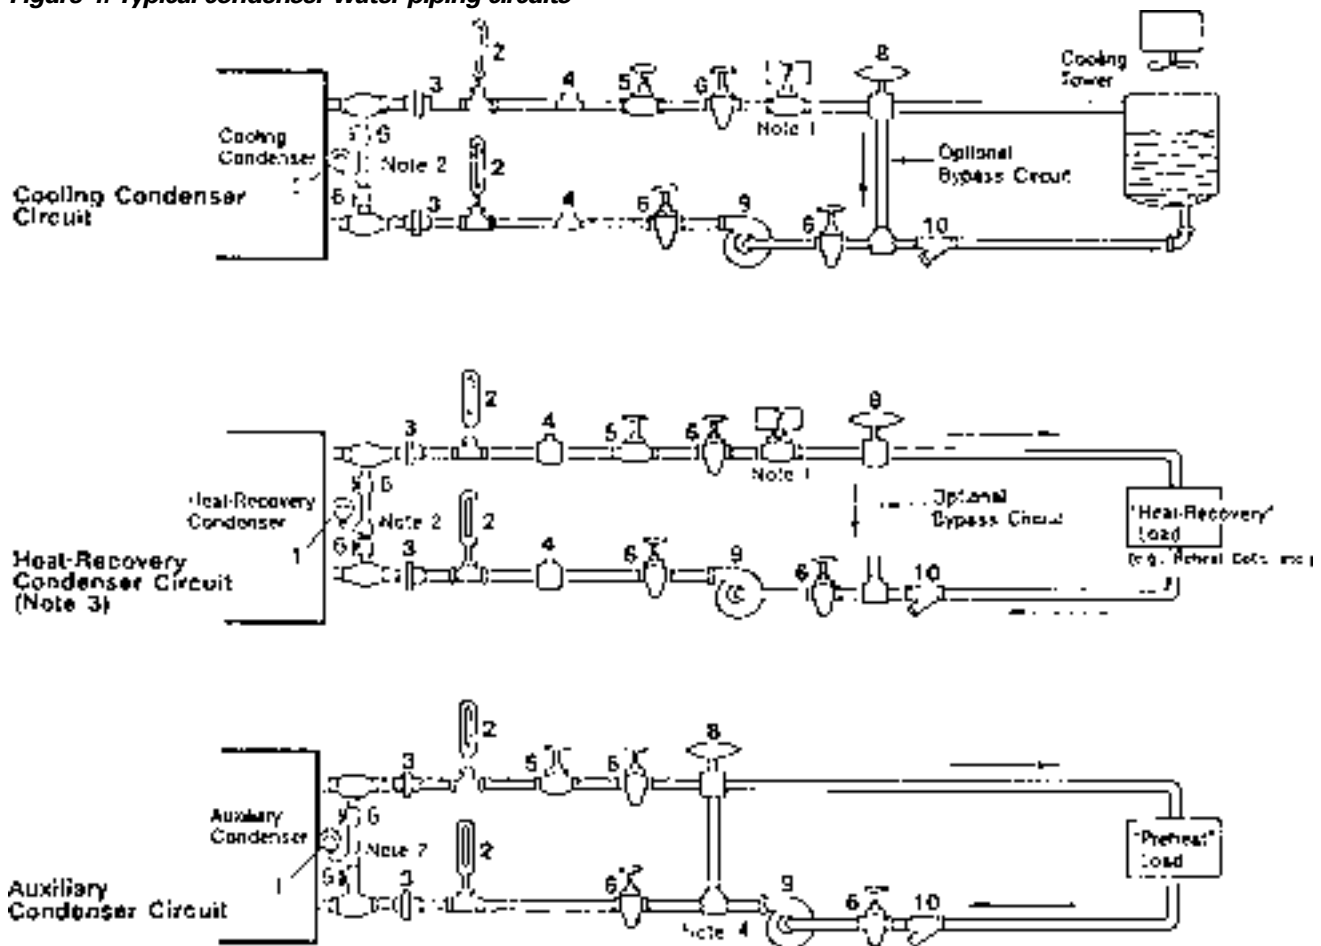 Figure 4. Typical condenser water piping circuits
2
8
Cooling
Tower
3
4
5
6
7
Note 1
Cooling
Condenser
6
Note 2
2
Optional
Bypass Circuit
1
Cooling Condenser
Circuit
6
3
4
6
9
6
10
2
8
3
4
5
6
7
Note 1
Heat-Recovery
Condenser
6
Note 2
2
Optional
Bypass Circuit
"Heat-Recovery"
Load
1
6
3
4
6
9
6
10
Heat-Recovery
Condenser Circuit
(Note 3)
2
8
3
5
6
Auxiliary
Condenser
6
Note 2
2
"Preheat"
Load
1
6
3
6
9
6
10
Auxiliary
Condenser Circuit
Note 4